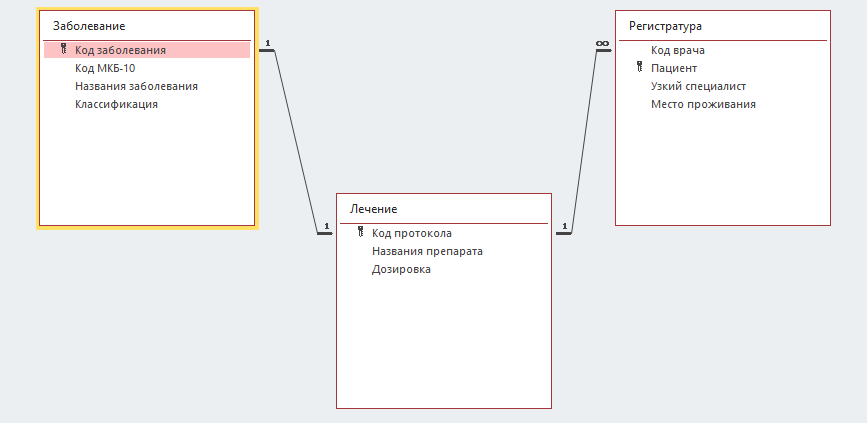 Заболевание
Код заболевания
Код МКБ-10
Названия заболевания
Классификация
1
1
Лечение
Код протокола
Названия препарата
Дозировка
1
∞
Регистратура
Код врача
Пациент
Узкий специалист
Место проживания